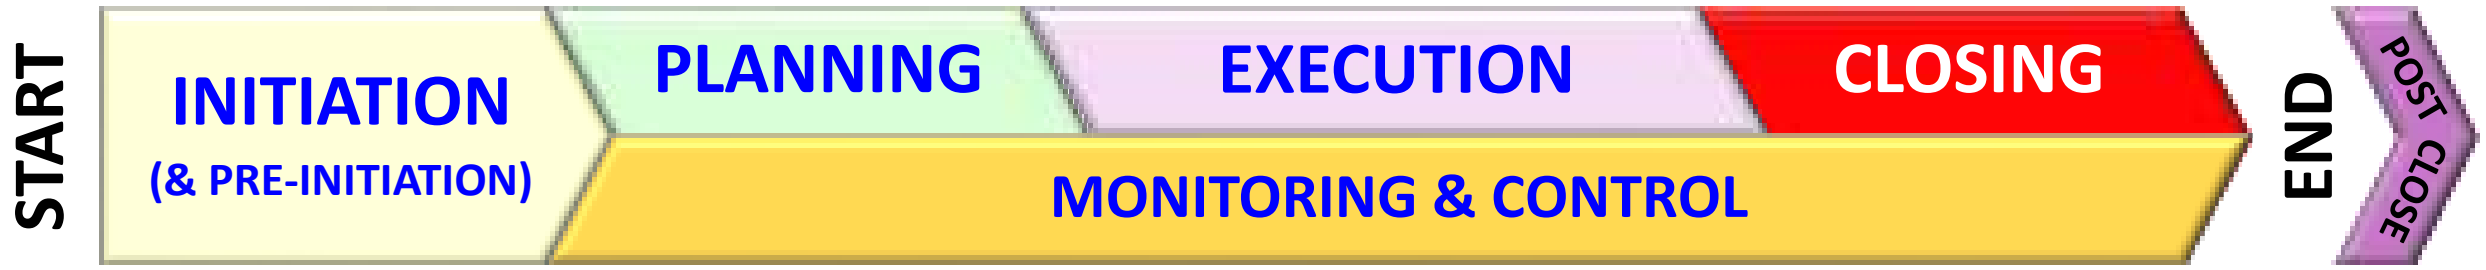 START
INITIATION
(& PRE-INITIATION)
PLANNING
EXECUTION
CLOSING
MONITORING & CONTROL
END
POST CLOSE